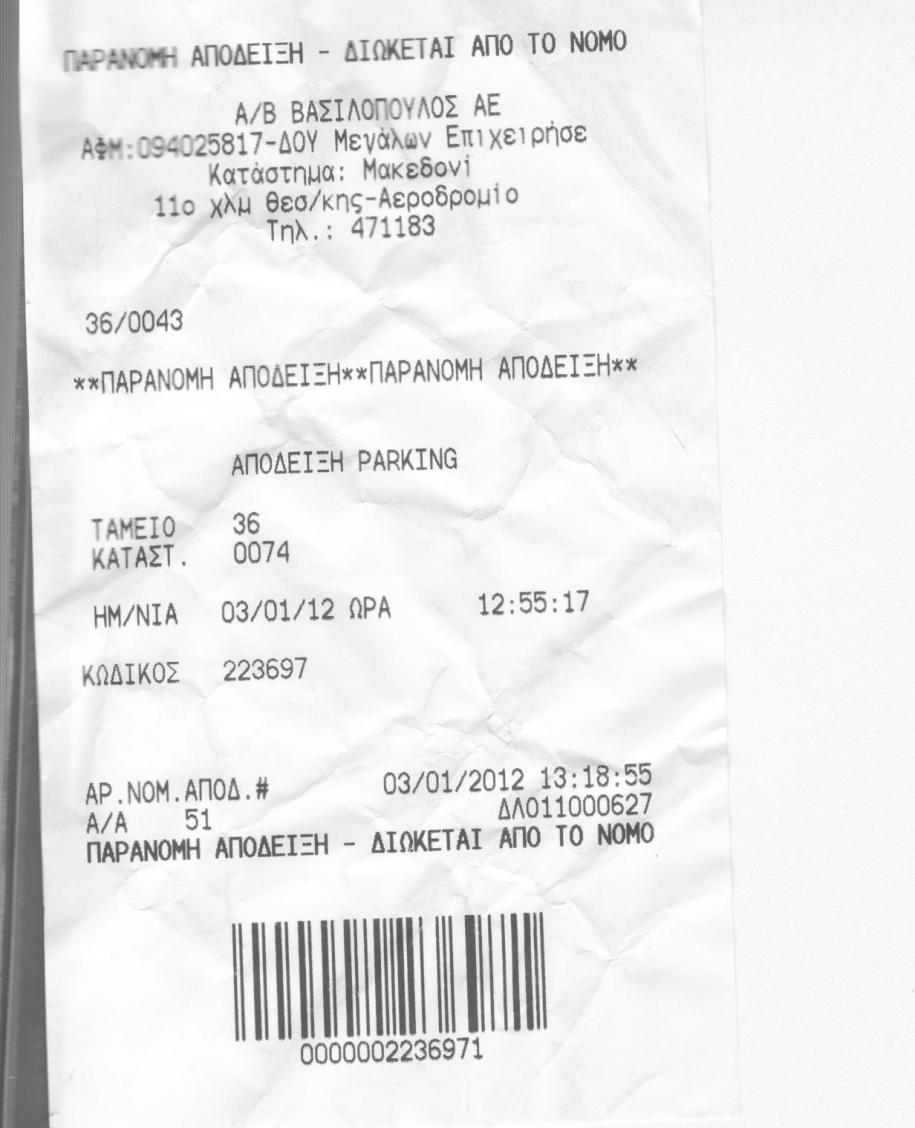 ΠΑΡΑΝΟΜΗ ΑΠΟΔΕΙΞΗ - ΔΙΩΚΕΤΑΙ ΑΠΟ ΤΟ ΝΟΜΟ
Α/Β ΒΑΣΙΛΟΠΟΥΛΟΣ ΑΕ
ΑΦΜ:094025817-ΔΟΥ Μεγάλων Επιχειρήσε
Κατάστημα: Μακεδονί
11ο χλμ Θεσ/κης-Αεροδρομίο
Τηλ.: 471183
36/0043
**ΠΑΡΑΝΟΜΗ ΑΠΟΔΕΙΞΗ**ΠΑΡΑΝΟΜΗ ΑΠΟΔΕΙΞΗ**
ΑΠΟΔΕΙΞΗ PARKING
ΤΑΜΕΙΟ 36
ΚΑΤΑΣΤ. 0074
ΗΜ/ΝΙΑ 03/01/12 ΩΡΑ 12:55:17
ΚΩΔΙΚΟΣ 223697
ΑΡ.ΝΟΜ.ΑΠΟΔ.# 03/01/2012 13:18:55
Α/Α 51 ΔΛ011000627
ΠΑΡΑΝΟΜΗ ΑΠΟΔΕΙΞΗ - ΔΙΩΚΕΤΑΙ ΑΠΟ ΤΟ ΝΟΜΟ
0000002236971